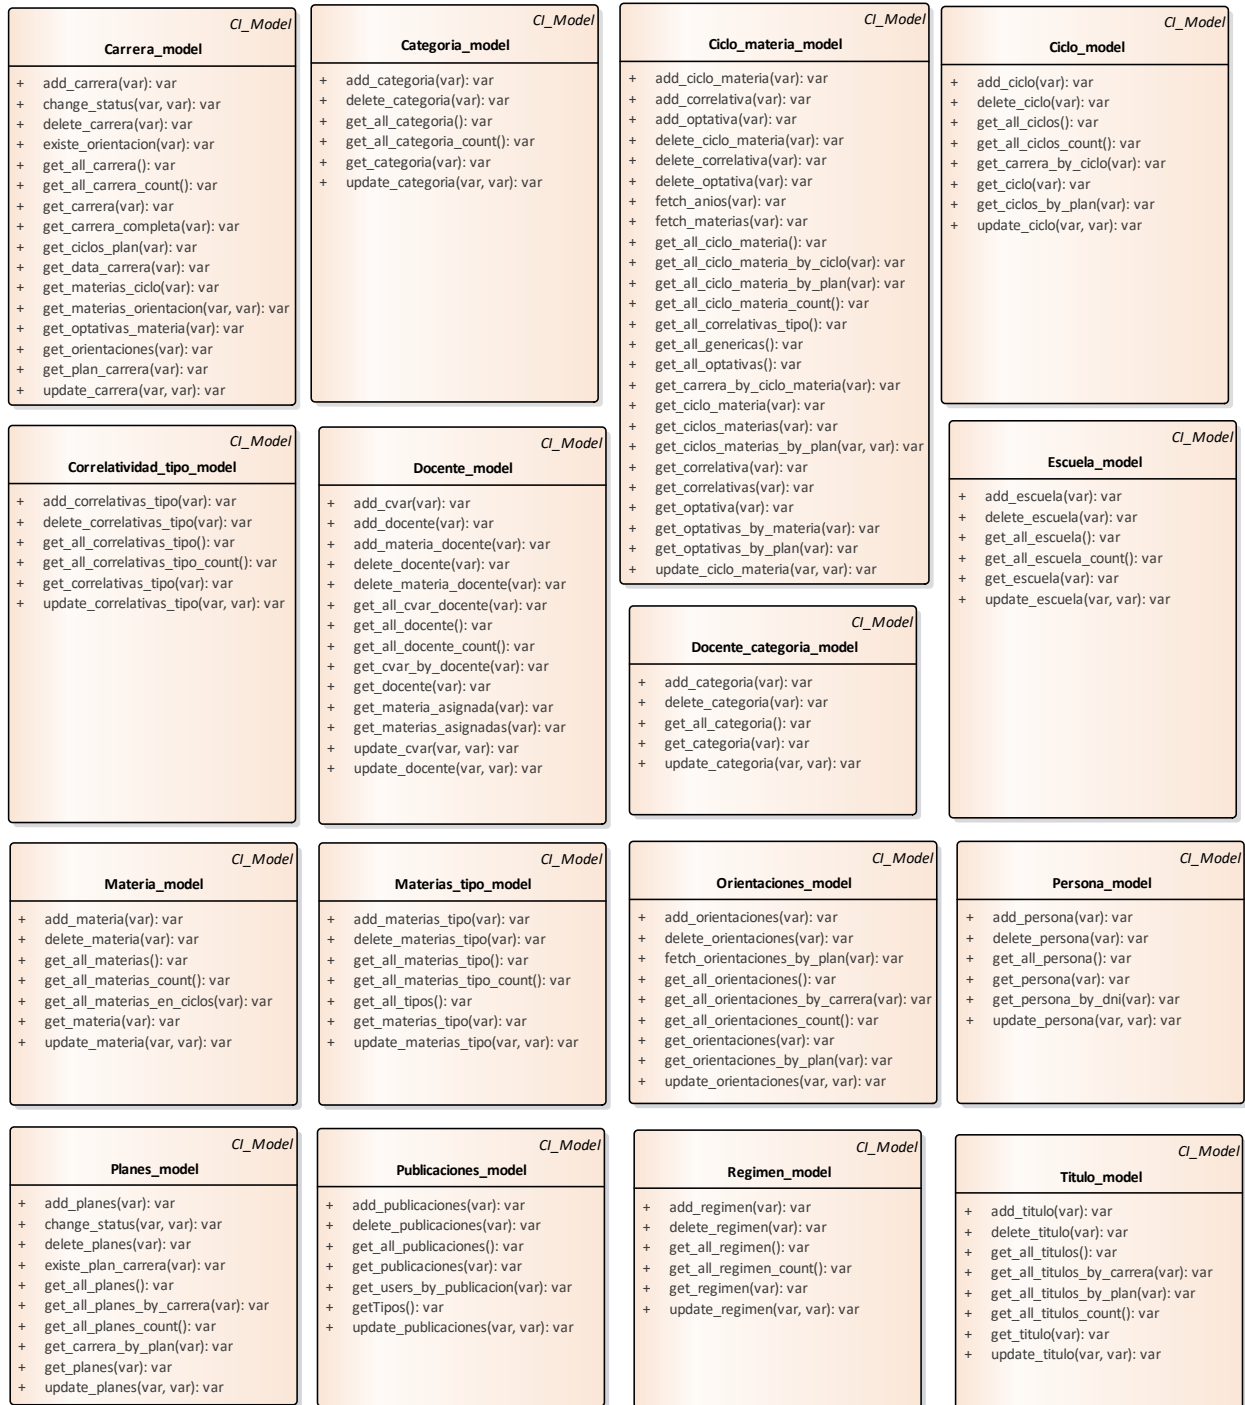 CI_Model
Carrera_model
+ add_carrera(var): var
+ change_status(var, var): var
+ delete_carrera(var): var
+ existe_orientacion(var): var
+ get_all_carrera(): var
+ get_all_carrera_count(): var
+ get_carrera(var): var
+ get_carrera_completa(var): var
+ get_ciclos_plan(var): var
+ get_data_carrera(var): var
+ get_materias_ciclo(var): var
+ get_materias_orientacion(var, var): var
+ get_optativas_materia(var): var
+ get_orientaciones(var): var
+ get_plan_carrera(var): var
+ update_carrera(var, var): var
CI_Model
Categoria_model
+ add_categoria(var): var
+ delete_categoria(var): var
+ get_all_categoria(): var
+ get_all_categoria_count(): var
+ get_categoria(var): var
+ update_categoria(var, var): var
CI_Model
Ciclo_materia_model
+ add_ciclo_materia(var): var
+ add_correlativa(var): var
+ add_optativa(var): var
+ delete_ciclo_materia(var): var
+ delete_correlativa(var): var
+ delete_optativa(var): var
+ fetch_anios(var): var
+ fetch_materias(var): var
+ get_all_ciclo_materia(): var
+ get_all_ciclo_materia_by_ciclo(var): var
+ get_all_ciclo_materia_by_plan(var): var
+ get_all_ciclo_materia_count(): var
+ get_all_correlativas_tipo(): var
+ get_all_genericas(): var
+ get_all_optativas(): var
+ get_carrera_by_ciclo_materia(var): var
+ get_ciclo_materia(var): var
+ get_ciclos_materias(var): var
+ get_ciclos_materias_by_plan(var, var): var
+ get_correlativa(var): var
+ get_correlativas(var): var
+ get_optativa(var): var
+ get_optativas_by_materia(var): var
+ get_optativas_by_plan(var): var
+ update_ciclo_materia(var, var): var
CI_Model
Ciclo_model
+ add_ciclo(var): var
+ delete_ciclo(var): var
+ get_all_ciclos(): var
+ get_all_ciclos_count(): var
+ get_carrera_by_ciclo(var): var
+ get_ciclo(var): var
+ get_ciclos_by_plan(var): var
+ update_ciclo(var, var): var
CI_Model
Correlatividad_tipo_model
+ add_correlativas_tipo(var): var
+ delete_correlativas_tipo(var): var
+ get_all_correlativas_tipo(): var
+ get_all_correlativas_tipo_count(): var
+ get_correlativas_tipo(var): var
+ update_correlativas_tipo(var, var): var
CI_Model
Docente_model
+ add_cvar(var): var
+ add_docente(var): var
+ add_materia_docente(var): var
+ delete_docente(var): var
+ delete_materia_docente(var): var
+ get_all_cvar_docente(var): var
+ get_all_docente(): var
+ get_all_docente_count(): var
+ get_cvar_by_docente(var): var
+ get_docente(var): var
+ get_materia_asignada(var): var
+ get_materias_asignadas(var): var
+ update_cvar(var, var): var
+ update_docente(var, var): var
CI_Model
Escuela_model
+ add_escuela(var): var
+ delete_escuela(var): var
+ get_all_escuela(): var
+ get_all_escuela_count(): var
+ get_escuela(var): var
+ update_escuela(var, var): var
CI_Model
Docente_categoria_model
+ add_categoria(var): var
+ delete_categoria(var): var
+ get_all_categoria(): var
+ get_categoria(var): var
+ update_categoria(var, var): var
CI_Model
Materia_model
+ add_materia(var): var
+ delete_materia(var): var
+ get_all_materias(): var
+ get_all_materias_count(): var
+ get_all_materias_en_ciclos(var): var
+ get_materia(var): var
+ update_materia(var, var): var
CI_Model
Materias_tipo_model
+ add_materias_tipo(var): var
+ delete_materias_tipo(var): var
+ get_all_materias_tipo(): var
+ get_all_materias_tipo_count(): var
+ get_all_tipos(): var
+ get_materias_tipo(var): var
+ update_materias_tipo(var, var): var
CI_Model
Orientaciones_model
+ add_orientaciones(var): var
+ delete_orientaciones(var): var
+ fetch_orientaciones_by_plan(var): var
+ get_all_orientaciones(): var
+ get_all_orientaciones_by_carrera(var): var
+ get_all_orientaciones_count(): var
+ get_orientaciones(var): var
+ get_orientaciones_by_plan(var): var
+ update_orientaciones(var, var): var
CI_Model
Persona_model
+ add_persona(var): var
+ delete_persona(var): var
+ get_all_persona(): var
+ get_persona(var): var
+ get_persona_by_dni(var): var
+ update_persona(var, var): var
CI_Model
Planes_model
+ add_planes(var): var
+ change_status(var, var): var
+ delete_planes(var): var
+ existe_plan_carrera(var): var
+ get_all_planes(): var
+ get_all_planes_by_carrera(var): var
+ get_all_planes_count(): var
+ get_carrera_by_plan(var): var
+ get_planes(var): var
+ update_planes(var, var): var
CI_Model
Publicaciones_model
+ add_publicaciones(var): var
+ delete_publicaciones(var): var
+ get_all_publicaciones(): var
+ get_publicaciones(var): var
+ get_users_by_publicacion(var): var
+ getTipos(): var
+ update_publicaciones(var, var): var
CI_Model
Regimen_model
+ add_regimen(var): var
+ delete_regimen(var): var
+ get_all_regimen(): var
+ get_all_regimen_count(): var
+ get_regimen(var): var
+ update_regimen(var, var): var
CI_Model
Titulo_model
+ add_titulo(var): var
+ delete_titulo(var): var
+ get_all_titulos(): var
+ get_all_titulos_by_carrera(var): var
+ get_all_titulos_by_plan(var): var
+ get_all_titulos_count(): var
+ get_titulo(var): var
+ update_titulo(var, var): var